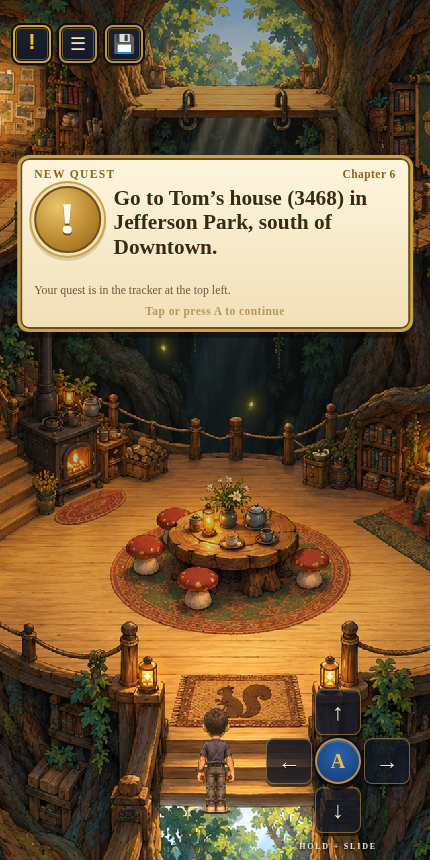 !
☰
💾
NEW QUEST
Chapter 6
!
Go to Tom’s house (3468) in
Jefferson Park, south of
Downtown.
Your quest is in the tracker at the top left.
Tap or press A to continue
↑
←
A
→
↓
HOLD + SLIDE